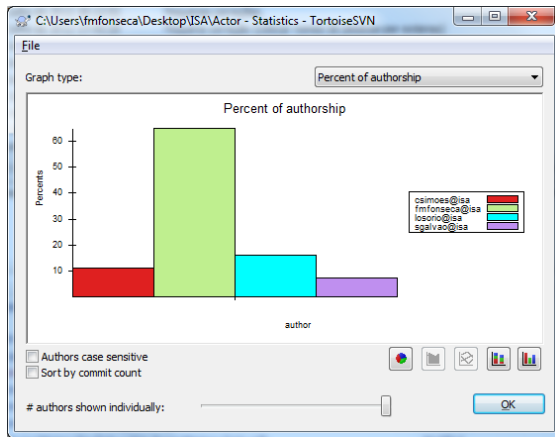 C:\Users\fmfonseca\Desktop\ISA\Actor - Statistics - TortoiseSVN
File
Graph type:
Percent of authorship
Percent of authorship
60
50
40
30
20
10
Percents
csimoes@isa
fmfonseca@isa
losorio@isa
sgalvao@isa
author
Authors case sensitive
Sort by commit count
# authors shown individually:
OK